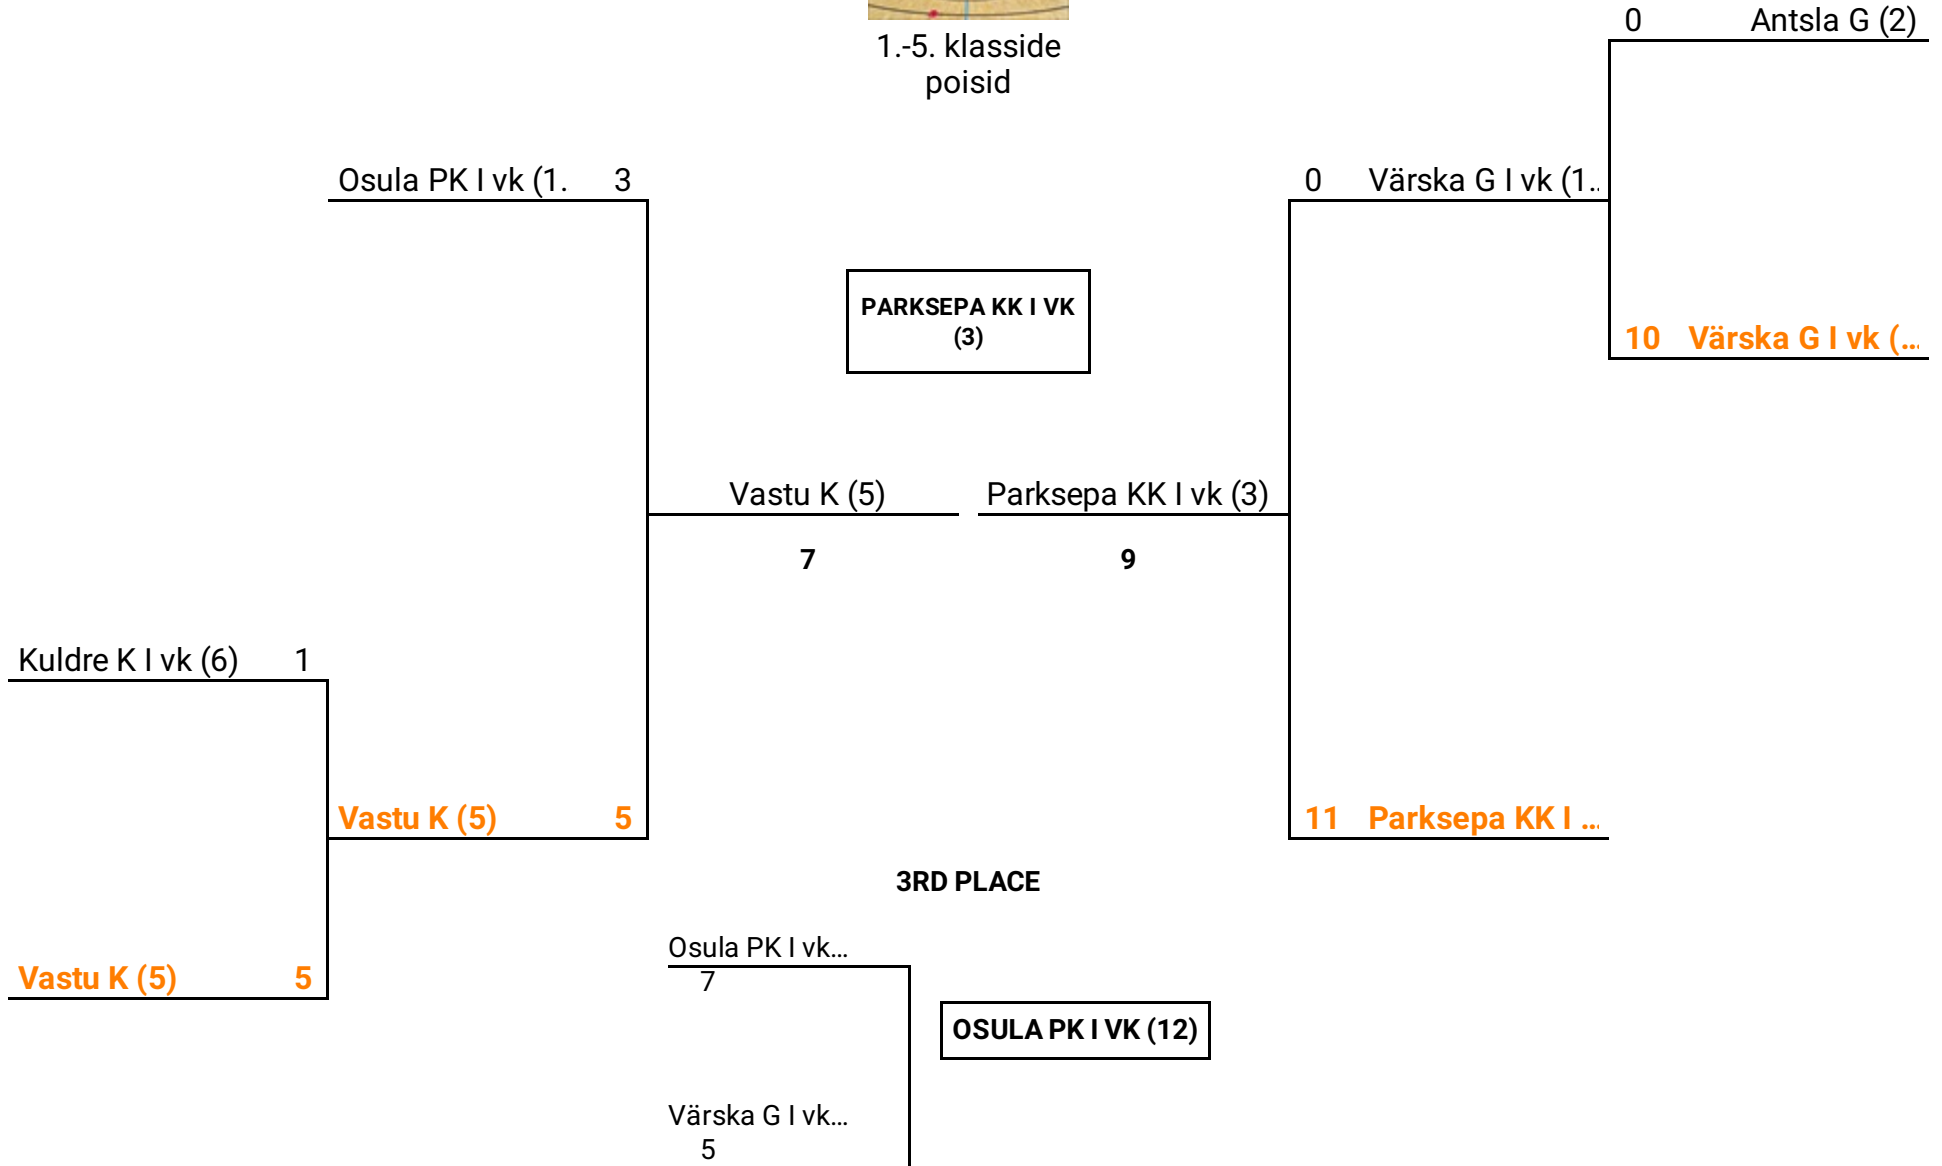 0 Antsla G (2)
1.-5. klasside
poisid
Osula PK I vk (1. 3
0 Värska G I vk (1..
PARKSEPA KK I VK
(3)
10 Värska G I vk (...
Vastu K (5) Parksepa KK I vk (3)
7 9
Kuldre K I vk (6) 1
Vastu K (5) 5
11 Parksepa KK I ...
3RD PLACE
Osula PK I vk...
7
Vastu K (5) 5
OSULA PK I VK (12)
Värska G I vk...
5